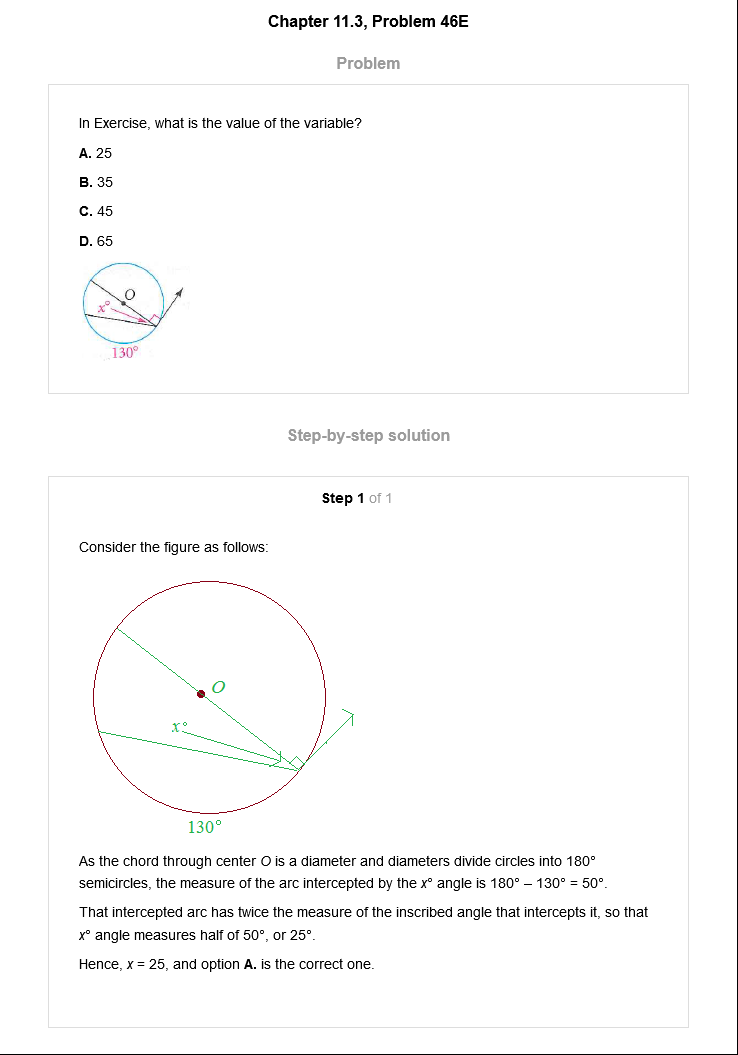 Chapter 11.3, Problem 46E
Problem
In Exercise, what is the value of the variable?
A. 25
B. 35
C. 45
D. 65
O
x°
130°
Step-by-step solution
Step 1 of 1
Consider the figure as follows:
O
x°
130°
As the chord through center O is a diameter and diameters divide circles into 180°
semicircles, the measure of the arc intercepted by the x° angle is 180° – 130° = 50°.
That intercepted arc has twice the measure of the inscribed angle that intercepts it, so that
x° angle measures half of 50°, or 25°.
Hence, x = 25, and option A. is the correct one.